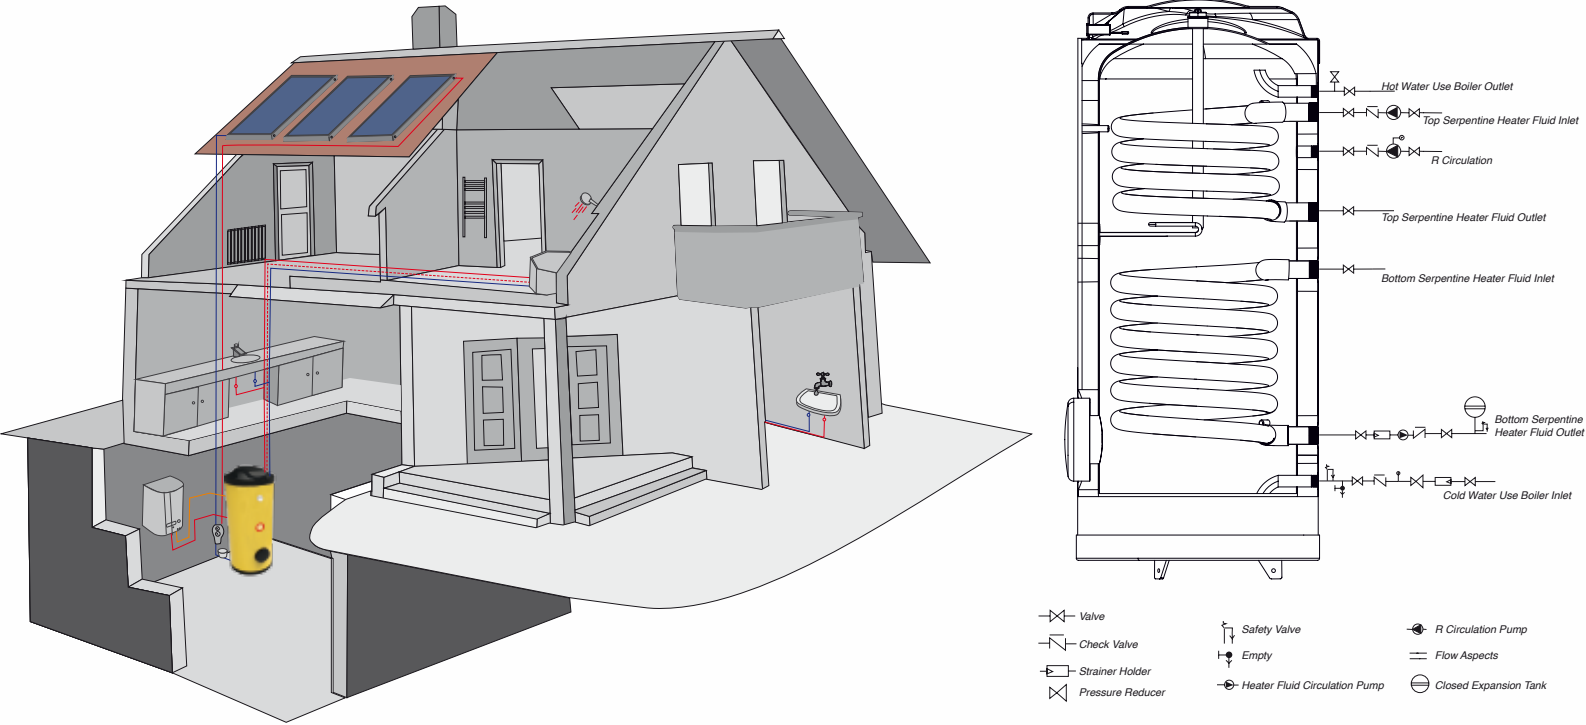 Hot Water Use Boiler Outlet
Top Serpentine Heater Fluid Inlet
R Circulation
Top Serpentine Heater Fluid Outlet
Bottom Serpentine Heater Fluid Inlet
Bottom Serpentine
Heater Fluid Outlet
Cold Water Use Boiler Inlet
Valve
Check Valve
Strainer Holder
Pressure Reducer
Safety Valve
Empty
Heater Fluid Circulation Pump
R Circulation Pump
Flow Aspects
Closed Expansion Tank